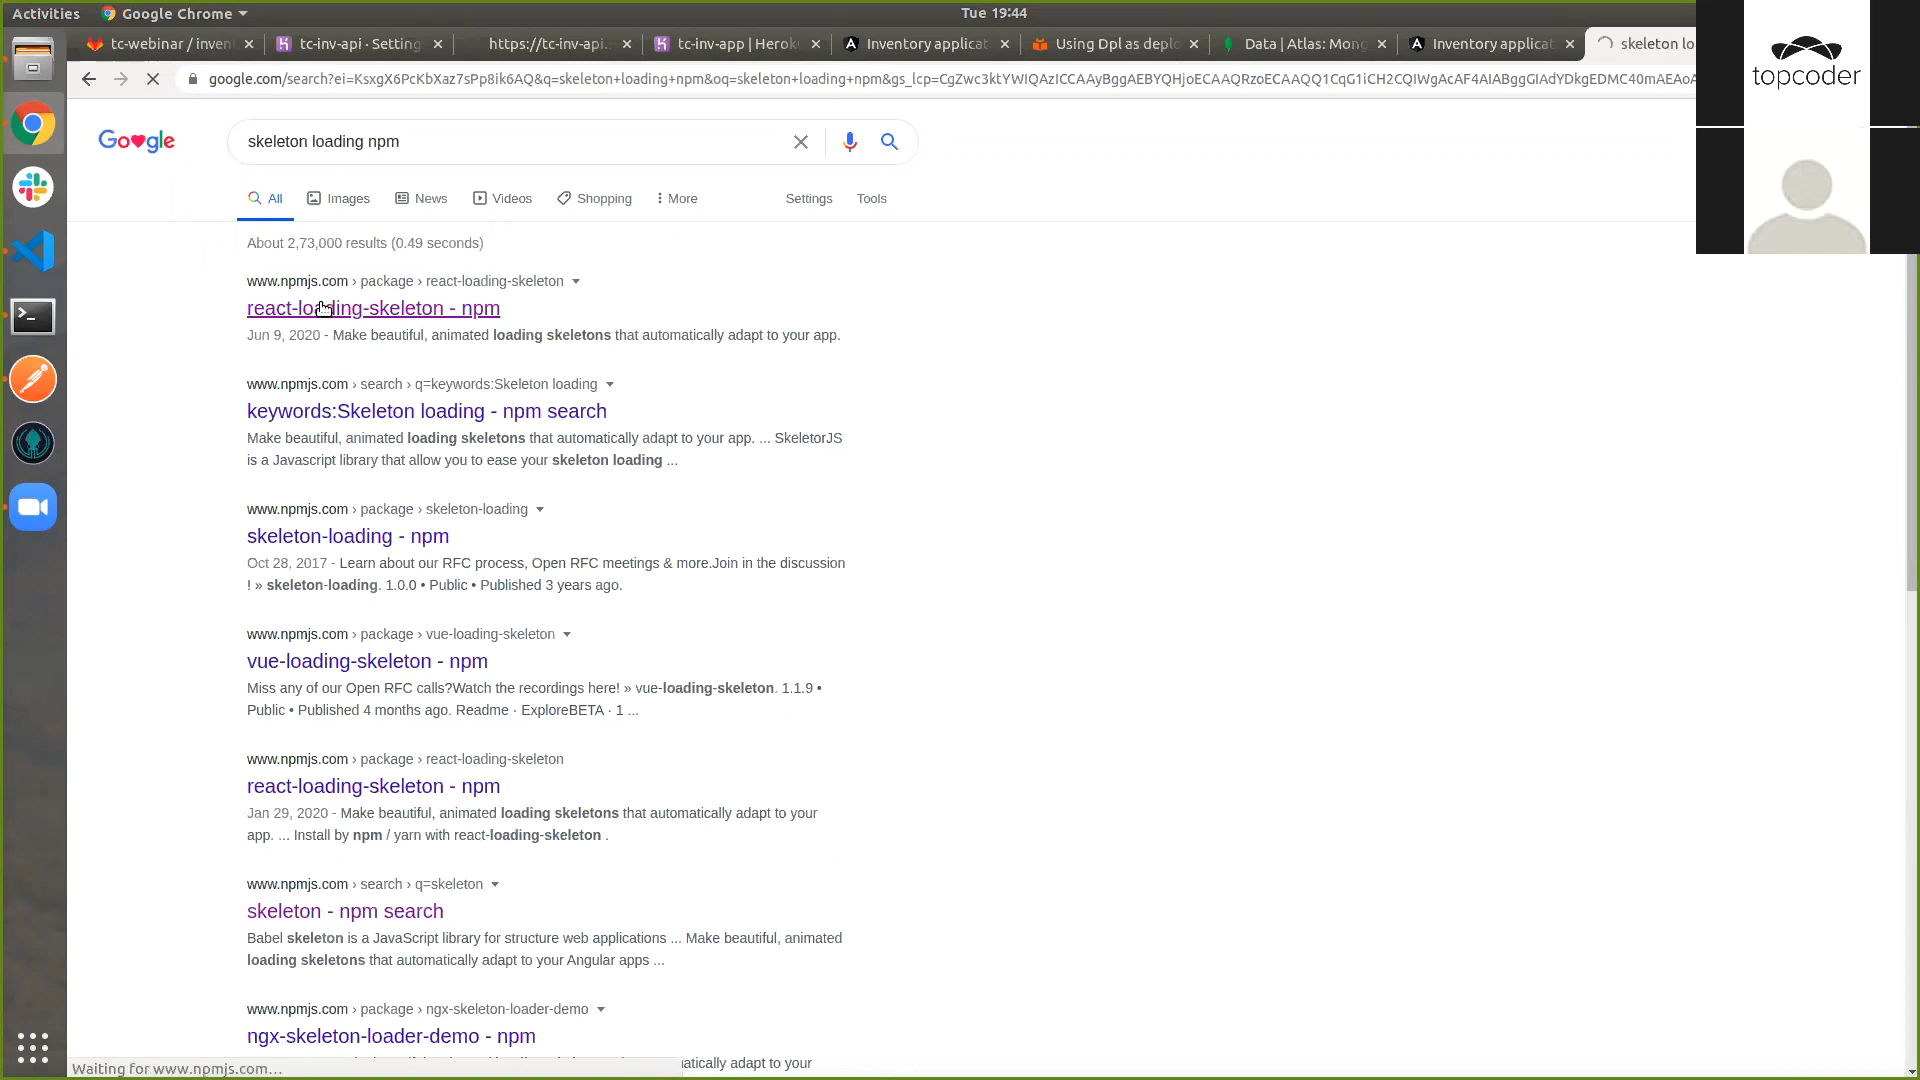 Activities Google Chrome Tue 19:44
tc-webinar / inven tc-inv-api · Setting https://tc-inv-api. tc-inv-app | Heroku Inventory applicat Using Dpl as deplo Data | Atlas: Mong Inventory applicat skeleton lo
google.com/search?ei=KsxgX6PcKbXaz7sPp8ik6AQ&q=skeleton+loading+npm&oq=skeleton+loading+npm&gs_lcp=CgZwc3ktYWIQAzICCAAyBggAEBYQHjoECAAQRzoECAAQQ1CqG1iCH2CQIWgAcAF4AIABggGIAdYDkgEDMC40mAEAoA
topcoder
Google
skeleton loading npm
All Images News Videos Shopping More Settings Tools
About 2,73,000 results (0.49 seconds)
www.npmjs.com › package › react-loading-skeleton
react-loading-skeleton - npm
Jun 9, 2020 - Make beautiful, animated loading skeletons that automatically adapt to your app.
www.npmjs.com › search › q=keywords:Skeleton loading
keywords:Skeleton loading - npm search
Make beautiful, animated loading skeletons that automatically adapt to your app. ... SkeletorJS
is a Javascript library that allow you to ease your skeleton loading ...
www.npmjs.com › package › skeleton-loading
skeleton-loading - npm
Oct 28, 2017 - Learn about our RFC process, Open RFC meetings & more.Join in the discussion
! » skeleton-loading. 1.0.0 • Public • Published 3 years ago.
www.npmjs.com › package › vue-loading-skeleton
vue-loading-skeleton - npm
Miss any of our Open RFC calls?Watch the recordings here! » vue-loading-skeleton. 1.1.9 •
Public • Published 4 months ago. Readme · ExploreBETA · 1 ...
www.npmjs.com › package › react-loading-skeleton
react-loading-skeleton - npm
Jan 29, 2020 - Make beautiful, animated loading skeletons that automatically adapt to your
app. ... Install by npm / yarn with react-loading-skeleton .
www.npmjs.com › search › q=skeleton
skeleton - npm search
Babel skeleton is a JavaScript library for structure web applications ... Make beautiful, animated
loading skeletons that automatically adapt to your Angular apps ...
www.npmjs.com › package › ngx-skeleton-loader-demo
ngx-skeleton-loader-demo - npm
atically adapt to your
Waiting for www.npmjs.com...